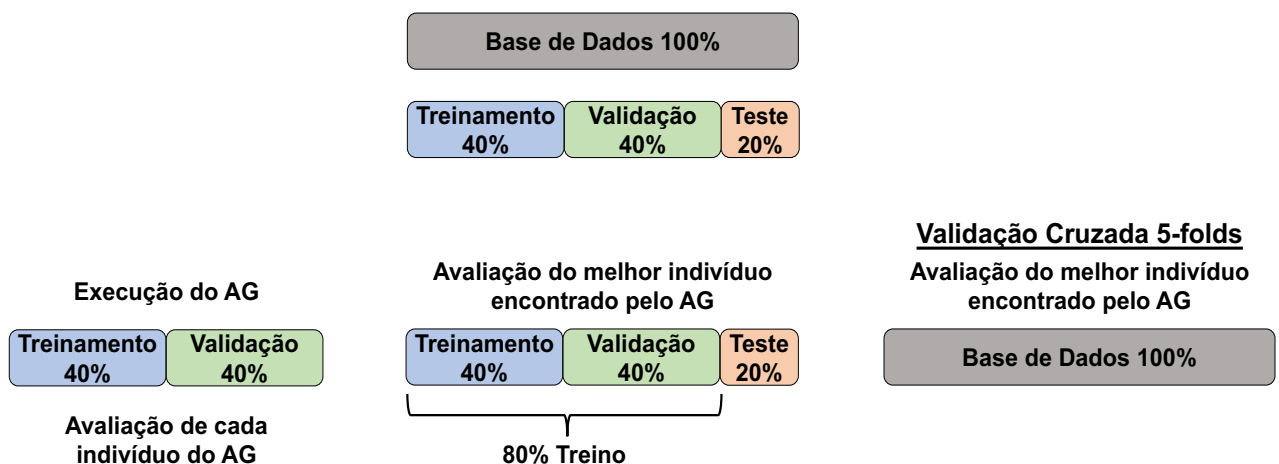 Base de Dados 100%
Treinamento
40%
Validação
40%
Teste
20%
Execução do AG
Treinamento
40%
Validação
40%
Avaliação de cada
indivíduo do AG
Avaliação do melhor indivíduo
encontrado pelo AG
Treinamento
40%
Validação
40%
Teste
20%
80% Treino
Validação Cruzada 5-folds
Avaliação do melhor indivíduo
encontrado pelo AG
Base de Dados 100%